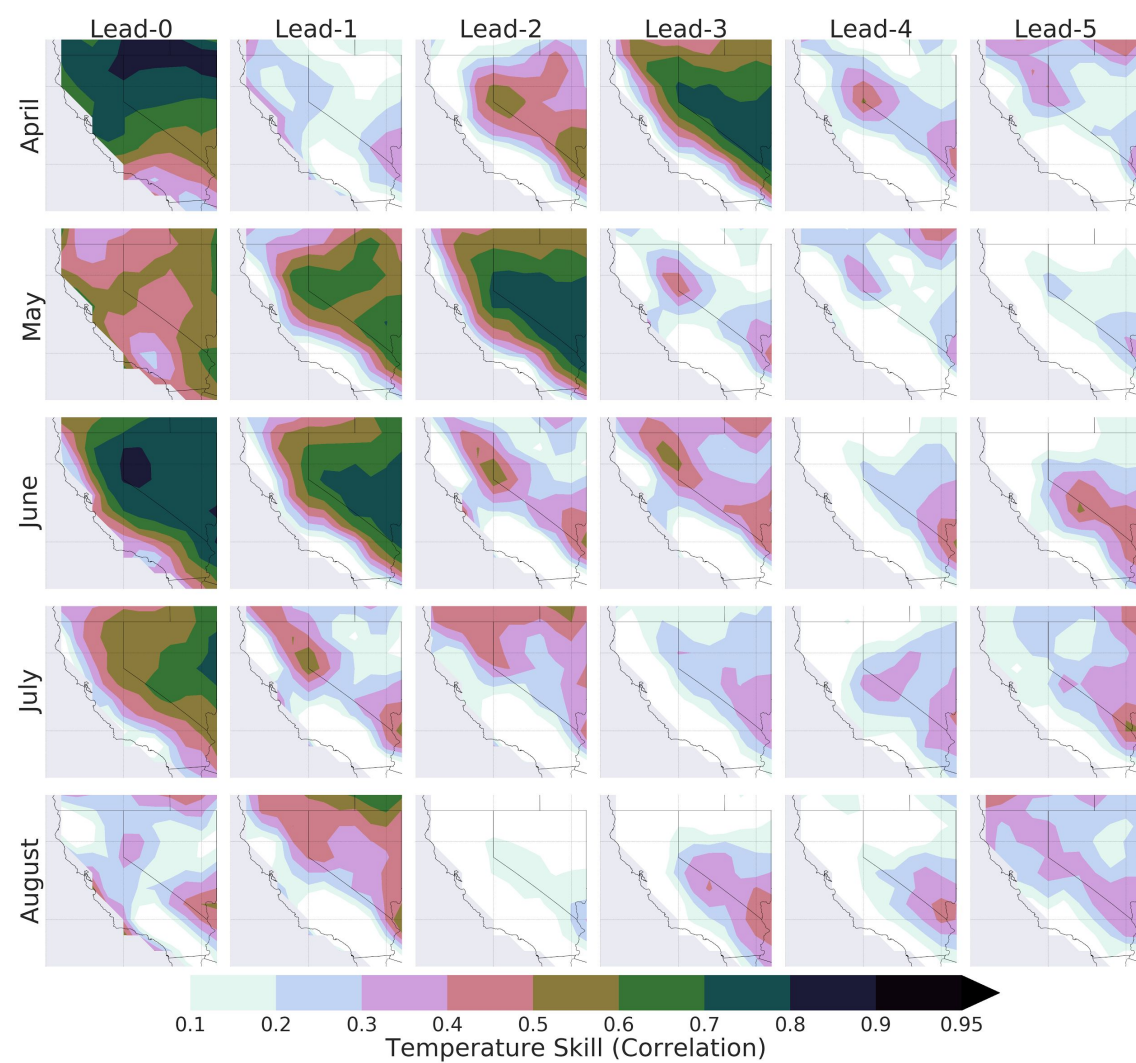 Lead-0 Lead-1 Lead-2 Lead-3 Lead-4 Lead-5
April
May
June
July
August
0.1 0.2 0.3 0.4 0.5 0.6 0.7 0.8 0.9 0.95
Temperature Skill (Correlation)